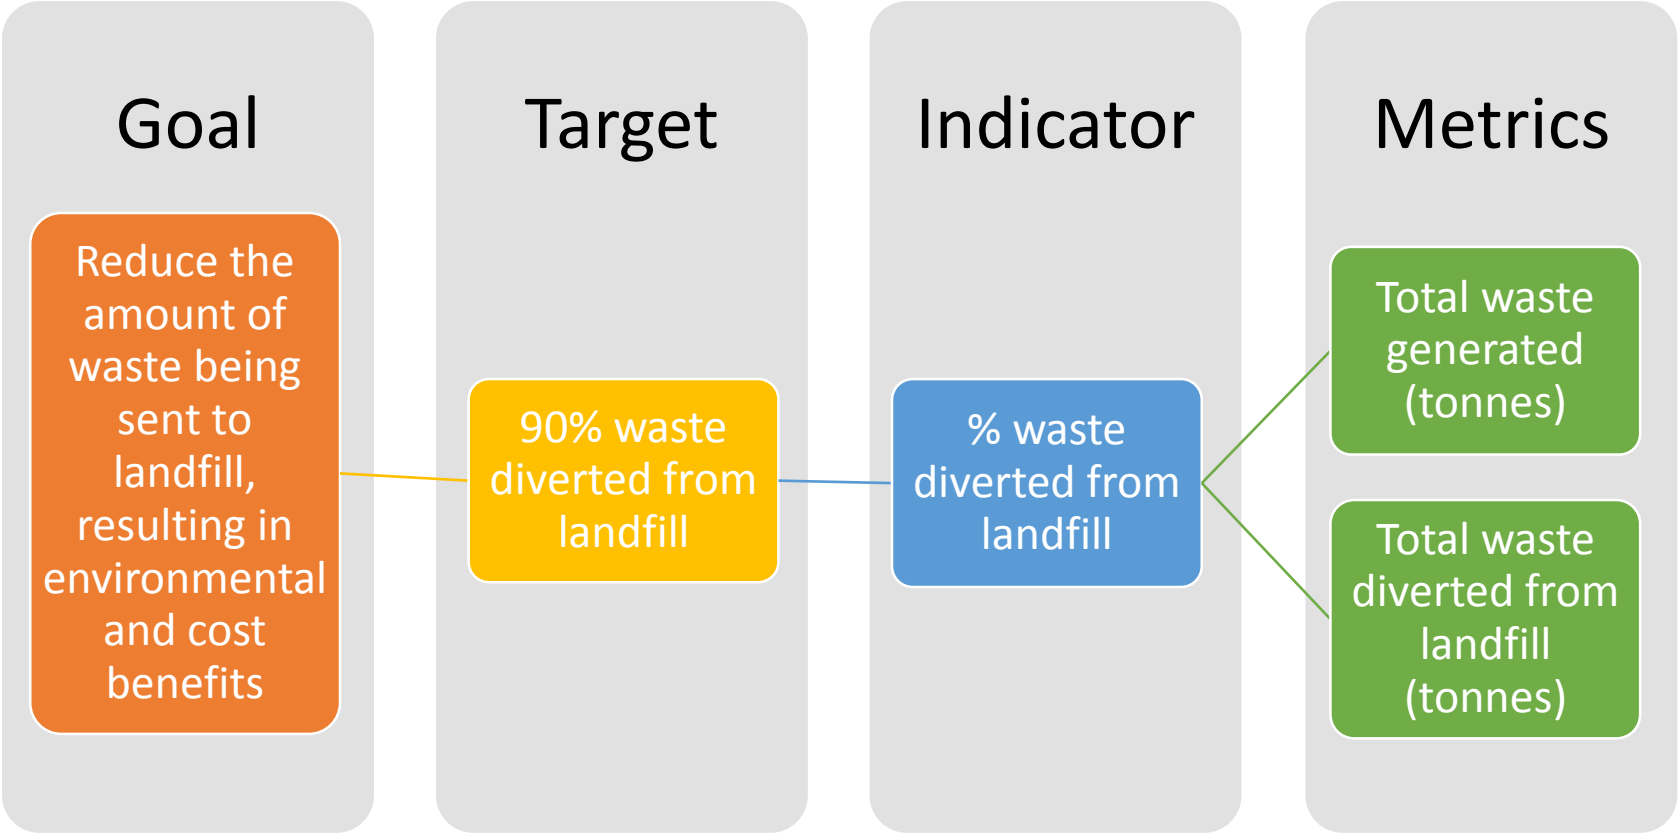 Goal
Reduce the
amount of
waste being
sent to
landfill,
resulting in
environmental
and cost
benefits
Target
90% waste
diverted from
landfill
Indicator
% waste
diverted from
landfill
Metrics
Total waste
generated
(tonnes)
Total waste
diverted from
landfill
(tonnes)